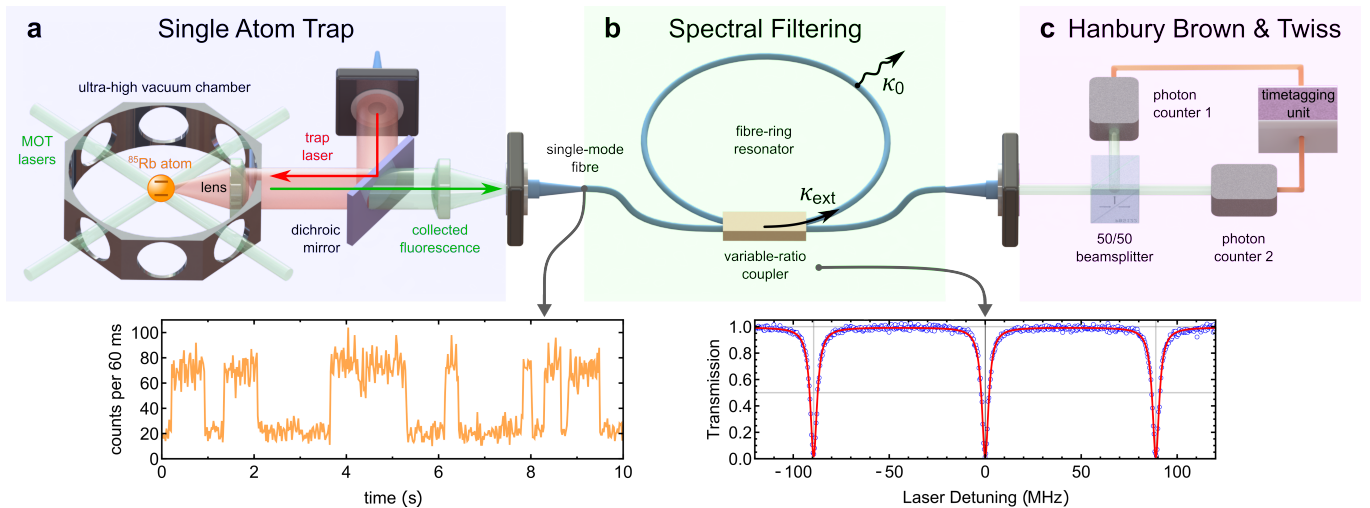 a Single Atom Trap
ultra-high vacuum chamber
MOT
lasers
⁸⁵Rb atom
lens
trap
laser
dichroic
mirror
collected
fluorescence
single-mode
fibre
b Spectral Filtering
κ₀
fibre-ring
resonator
κext
variable-ratio
coupler
c Hanbury Brown & Twiss
photon
counter 1
timetagging
unit
50/50
beamsplitter
photon
counter 2
counts per 60 ms
100
80
60
40
20
0
0 2 4 6 8 10
time (s)
Transmission
1.0
0.8
0.6
0.4
0.2
0.0
-100 -50 0 50 100
Laser Detuning (MHz)